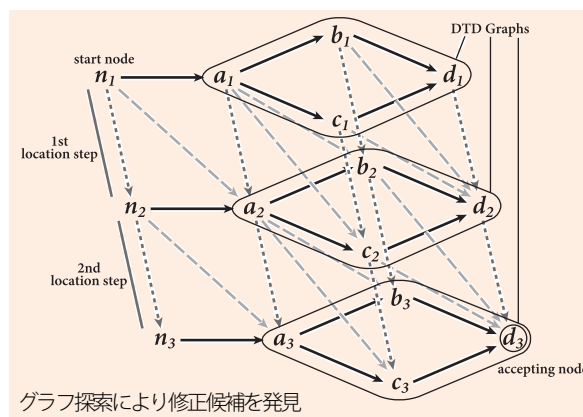 DTD Graphs
start node
b₁
n₁
a₁
d₁
c₁
1st
location step
b₂
n₂
a₂
d₂
c₂
2nd
location step
b₃
n₃
a₃
d₃
c₃
accepting node
グラフ探索により修正候補を発見